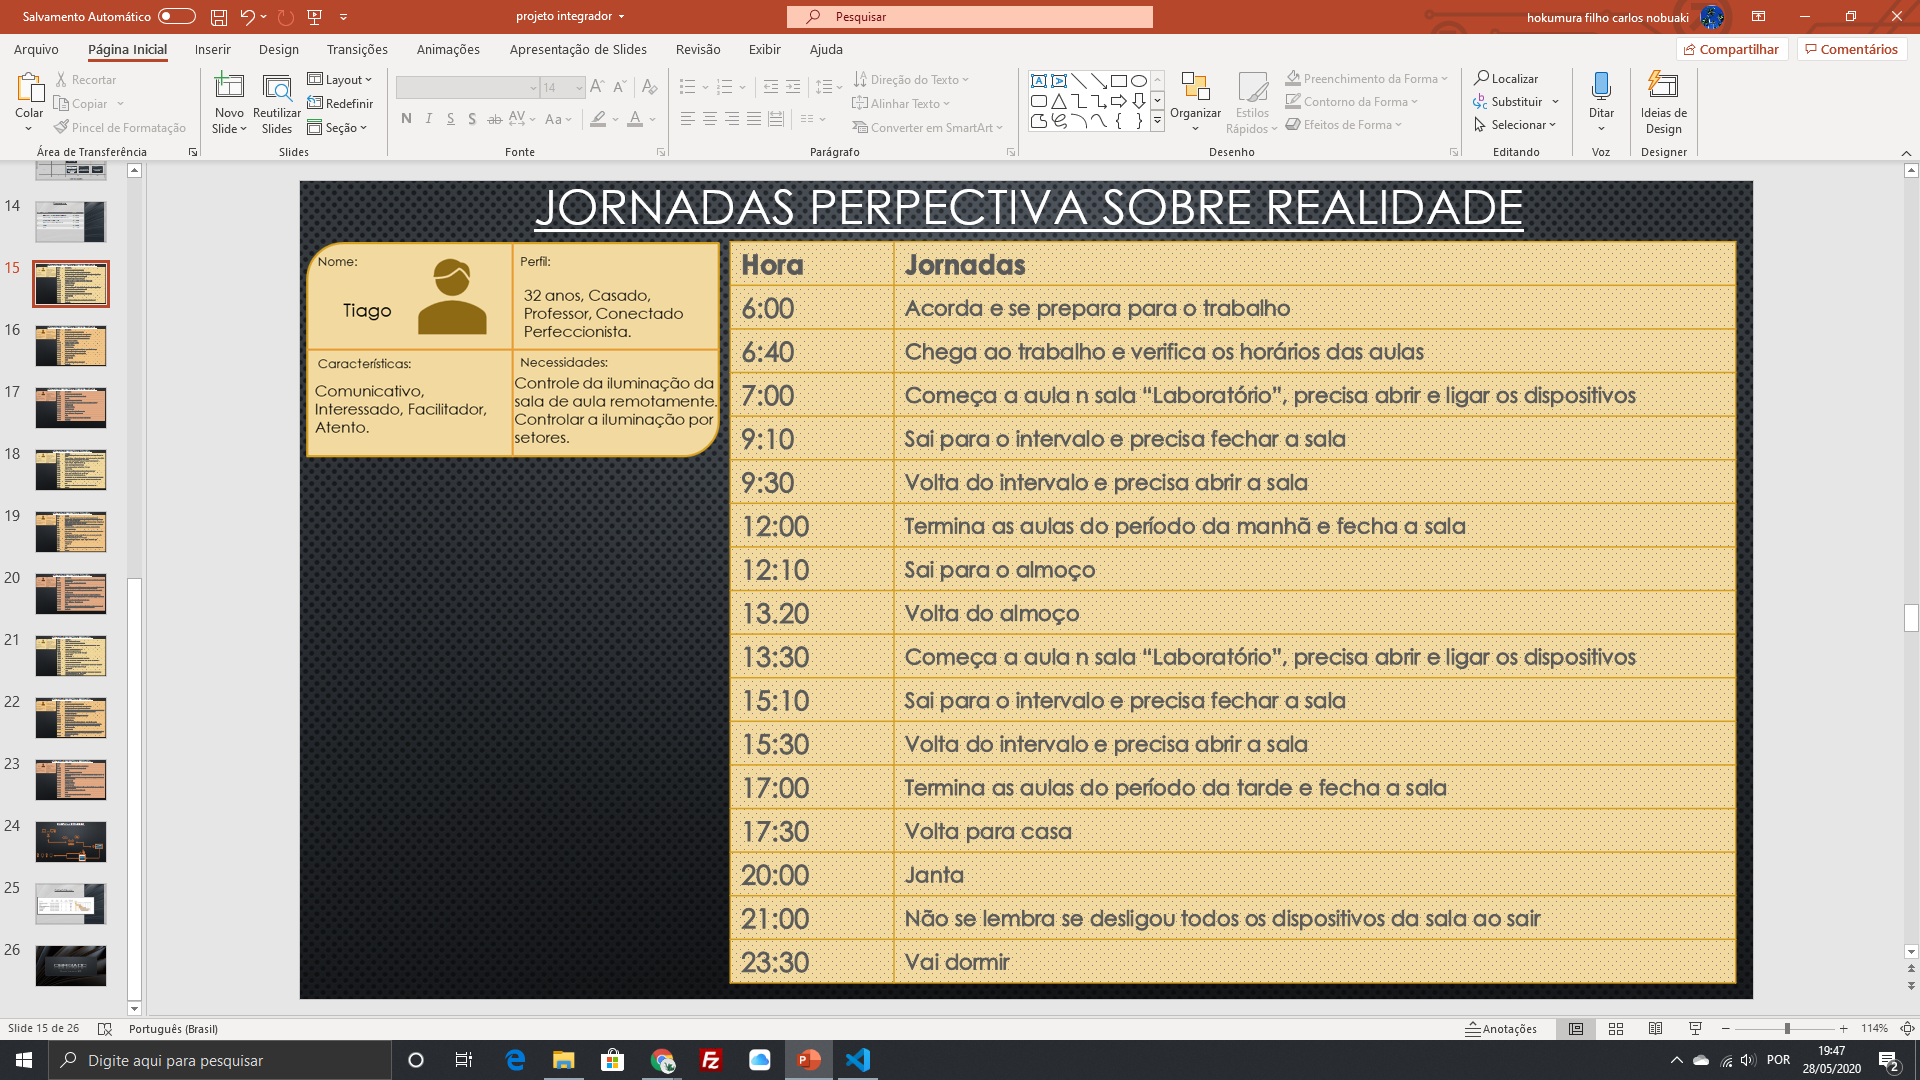 Salvamento Automático
projeto integrador
Pesquisar
hokumura filho carlos nobuaki
Arquivo
Página Inicial
Inserir
Design
Transições
Animações
Apresentação de Slides
Revisão
Exibir
Ajuda
Compartilhar
Comentários
Colar
Recortar
Copiar
Pincel de Formatação
Área de Transferência
Novo Slide
Reutilizar Slides
Layout
Redefinir
Seção
Slides
14
N I S S ab AV Aa A
Fonte
Direção do Texto
Alinhar Texto
Converter em SmartArt
Parágrafo
Organizar
Estilos Rápidos
Preenchimento da Forma
Contorno da Forma
Efeitos de Forma
Desenho
Localizar
Substituir
Selecionar
Editando
Ditar
Voz
Ideias de Design
Designer
14
15
16
17
18
19
20
21
22
23
24
25
26
JORNADAS PERPECTIVA SOBRE REALIDADE
Nome:
Tiago
Perfil:
32 anos, Casado,
Professor, Conectado
Perfeccionista.
Características:
Comunicativo,
Interessado, Facilitador,
Atento.
Necessidades:
Controle da iluminação da
sala de aula remotamente.
Controlar a iluminação por
setores.
Hora Jornadas
6:00 Acorda e se prepara para o trabalho
6:40 Chega ao trabalho e verifica os horários das aulas
7:00 Começa a aula n sala “Laboratório”, precisa abrir e ligar os dispositivos
9:10 Sai para o intervalo e precisa fechar a sala
9:30 Volta do intervalo e precisa abrir a sala
12:00 Termina as aulas do período da manhã e fecha a sala
12:10 Sai para o almoço
13.20 Volta do almoço
13:30 Começa a aula n sala “Laboratório”, precisa abrir e ligar os dispositivos
15:10 Sai para o intervalo e precisa fechar a sala
15:30 Volta do intervalo e precisa abrir a sala
17:00 Termina as aulas do período da tarde e fecha a sala
17:30 Volta para casa
20:00 Janta
21:00 Não se lembra se desligou todos os dispositivos da sala ao sair
23:30 Vai dormir
Slide 15 de 26
Português (Brasil)
Anotações
114%
Digite aqui para pesquisar
POR
19:47
28/05/2020
2